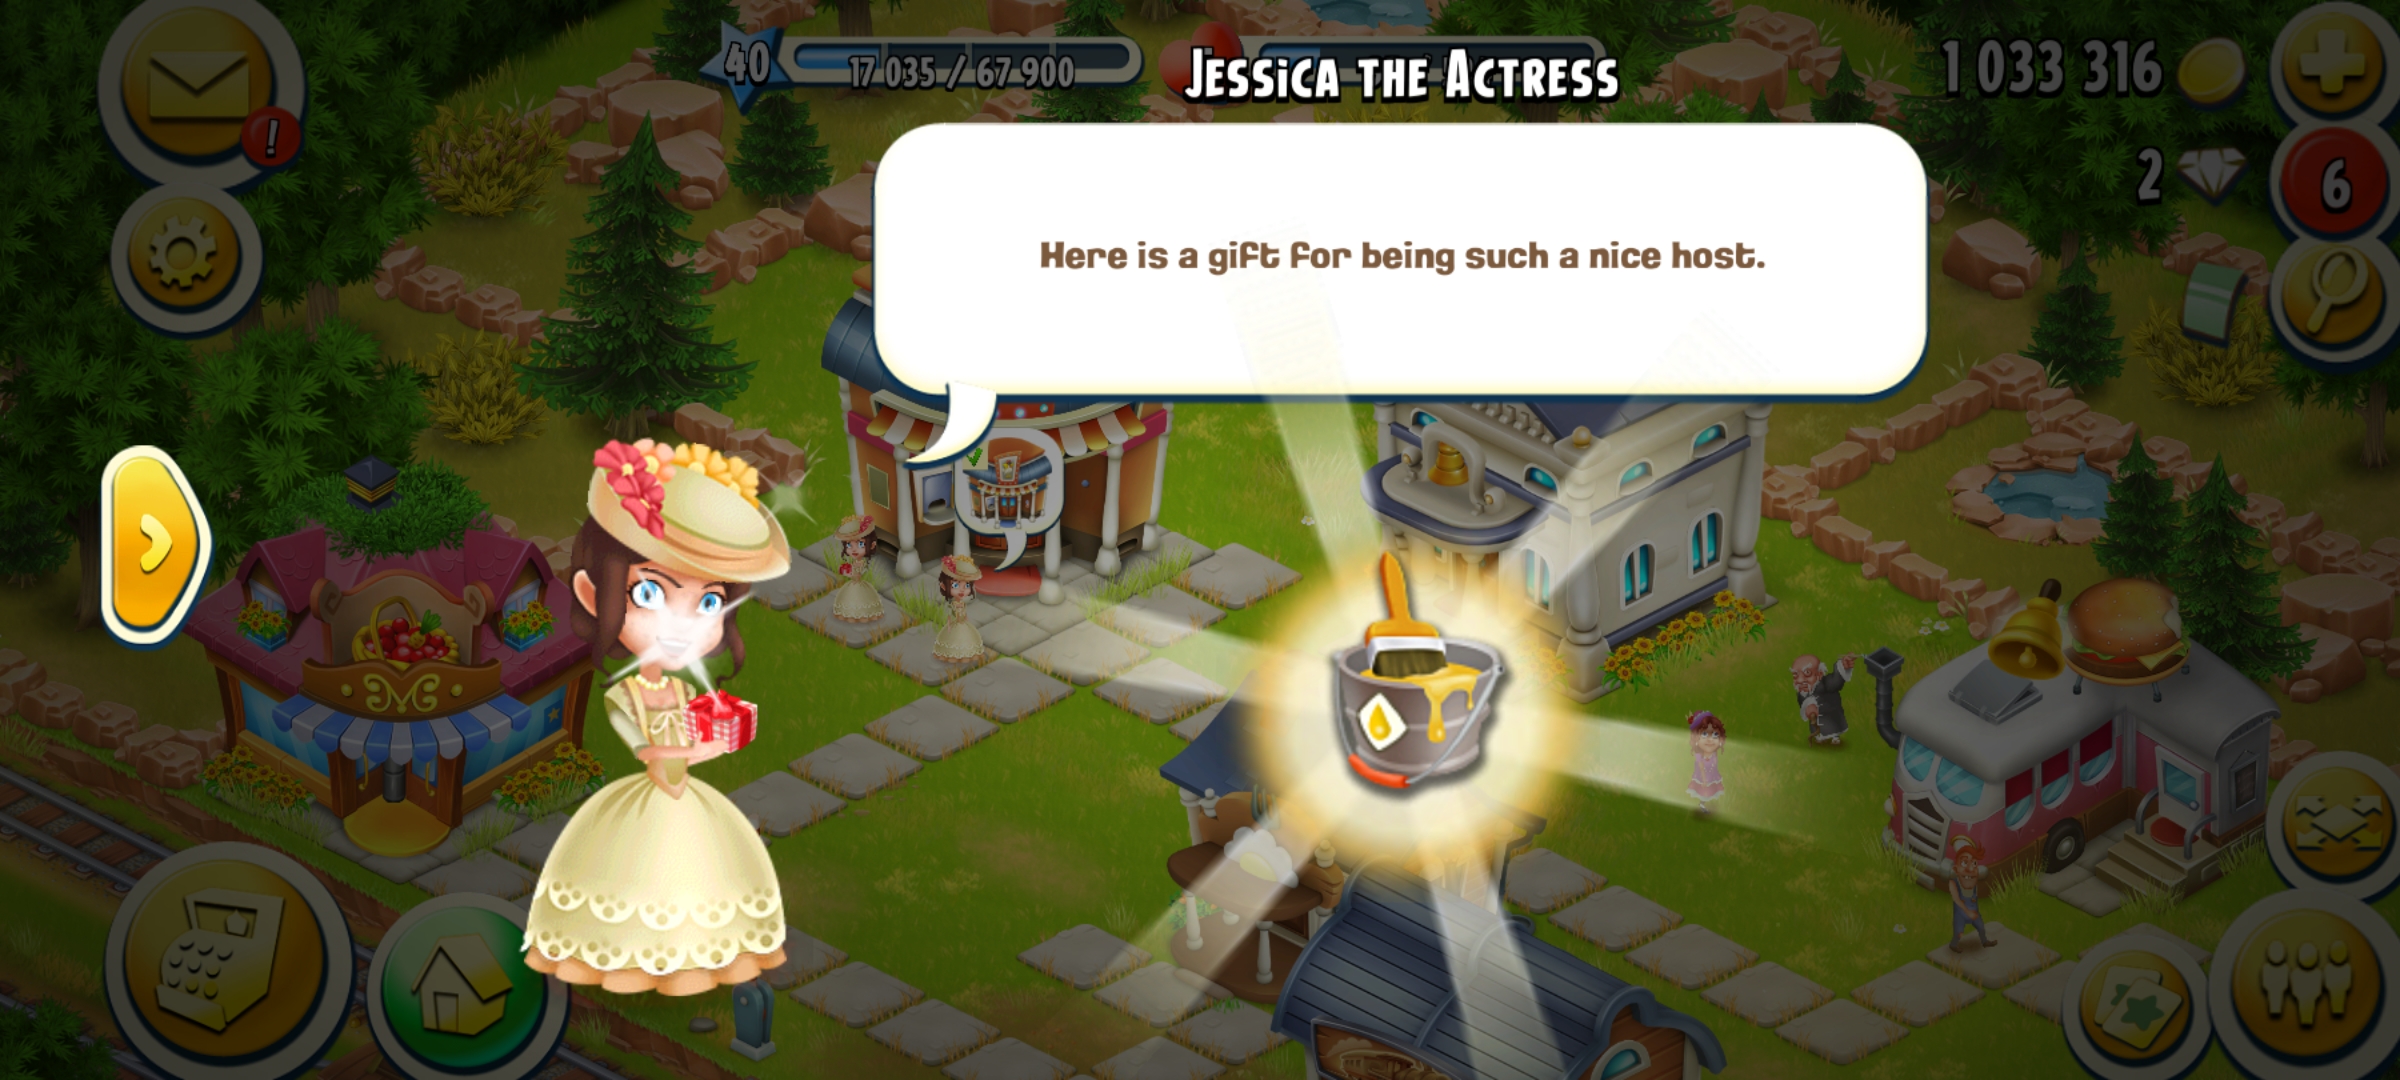 40
17 035 / 67 900
JESSICA THE ACTRESS
1 033 316
!
2
6
Here is a gift for being such a nice host.